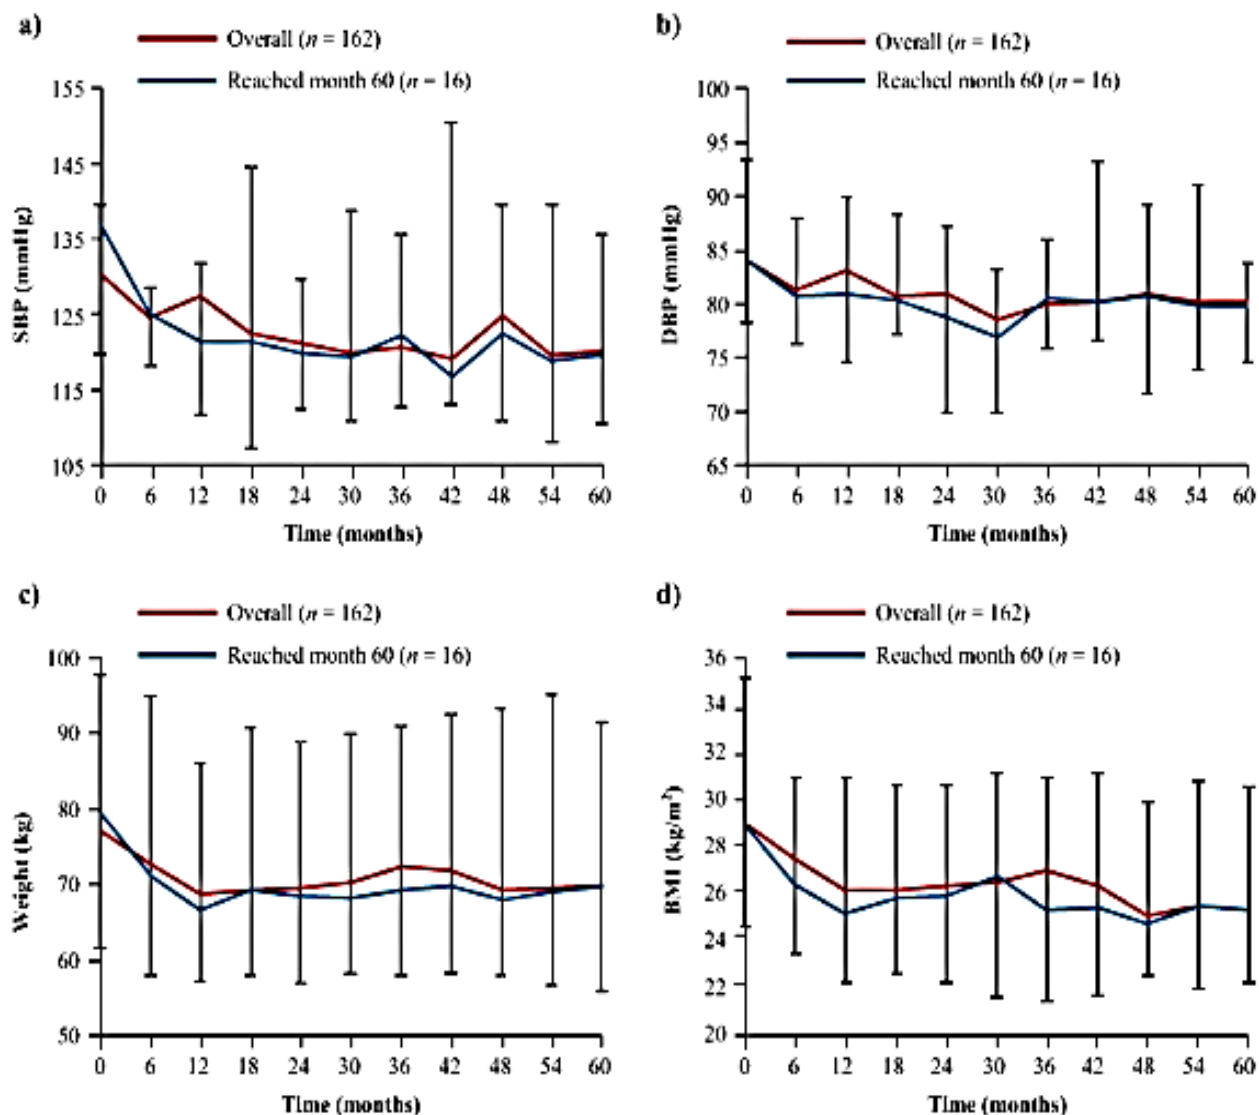 a)
Overall (n = 162)
Reached month 60 (n = 16)
155
145
135
125
115
105
SBP (mmHg)
0 6 12 18 24 30 36 42 48 54 60
Time (months)
b)
Overall (n = 162)
Reached month 60 (n = 16)
100
95
90
85
80
75
70
65
DBP (mmHg)
0 6 12 18 24 30 36 42 48 54 60
Time (months)
c)
Overall (n = 162)
Reached month 60 (n = 16)
100
90
80
70
60
50
Weight (kg)
0 6 12 18 24 30 36 42 48 54 60
Time (months)
d)
Overall (n = 162)
Reached month 60 (n = 16)
36
34
32
30
28
26
24
22
20
BMI (kg/m²)
0 6 12 18 24 30 36 42 48 54 60
Time (months)